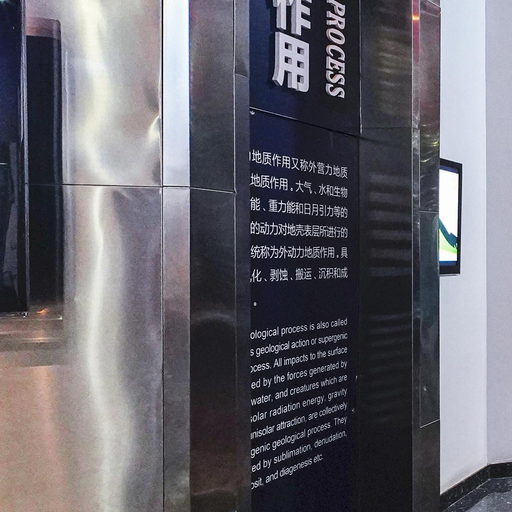 作用
PROCESS
地质作用又称外营力地质
地质作用。大气、水和生物
能、重力能和日月引力等的
的动力对地壳表层所进行的
统称为外动力地质作用。具
化、剥蚀、搬运、沉积和成
ological process is also called
s geological action or supergenic
ocess. All impacts to the surface
ed by the forces generated by
water, and creatures which are
solar radiation energy, gravity
unisolar attraction, are collectively
genic geological process. They
ed by sublimation, denudation,
osit, and diagenesis etc.